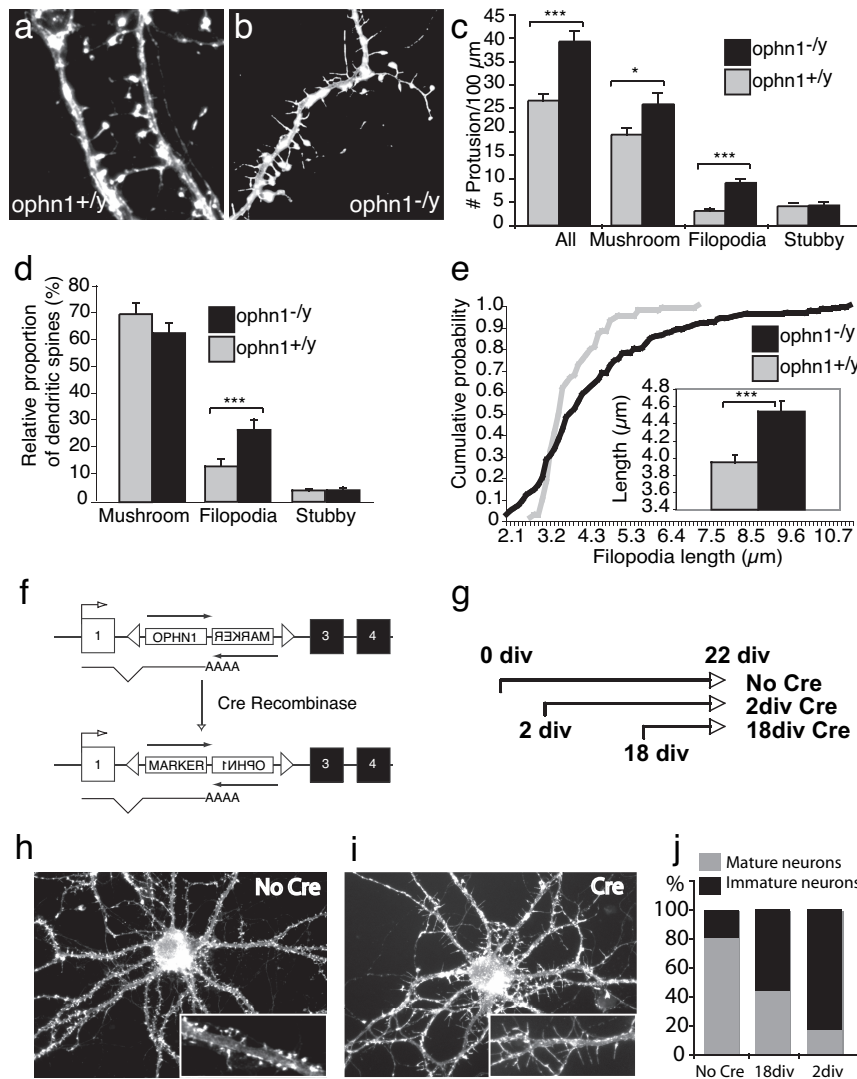 a
ophn1+/y
b
ophn1-/y
c
# Protusion/100 µm
45
40
35
30
25
20
15
10
5
0
***
*
***
ophn1-/y
ophn1+/y
All Mushroom Filopodia Stubby
d
Relative proportion
of dendritic spines (%)
80
70
60
50
40
30
20
10
0
***
ophn1-/y
ophn1+/y
Mushroom Filopodia Stubby
e
Cumulative probability
1.0
0.9
0.8
0.7
0.6
0.5
0.4
0.3
0.2
0.1
0
ophn1-/y
ophn1+/y
Length (µm)
4.8
4.6
4.4
4.2
4.0
3.8
3.6
3.4
***
2.1 3.2 4.3 5.3 6.4 7.5 8.5 9.6 10.7
Filopodia length (µm)
f
1 OPHN1 MARKER 3 4
AAAA
Cre Recombinase
1 MARKER OPHN1 3 4
AAAA
g
0 div 22 div
No Cre
2div Cre
2 div
18div Cre
18 div
h
No Cre
i
Cre
j
Mature neurons
Immature neurons
%
100
80
60
40
20
0
No Cre 18div 2div